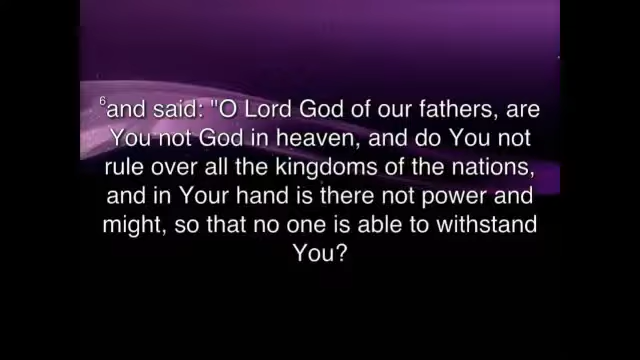 6and said: "O Lord God of our fathers, are
You not God in heaven, and do You not
rule over all the kingdoms of the nations,
and in Your hand is there not power and
might, so that no one is able to withstand
You?